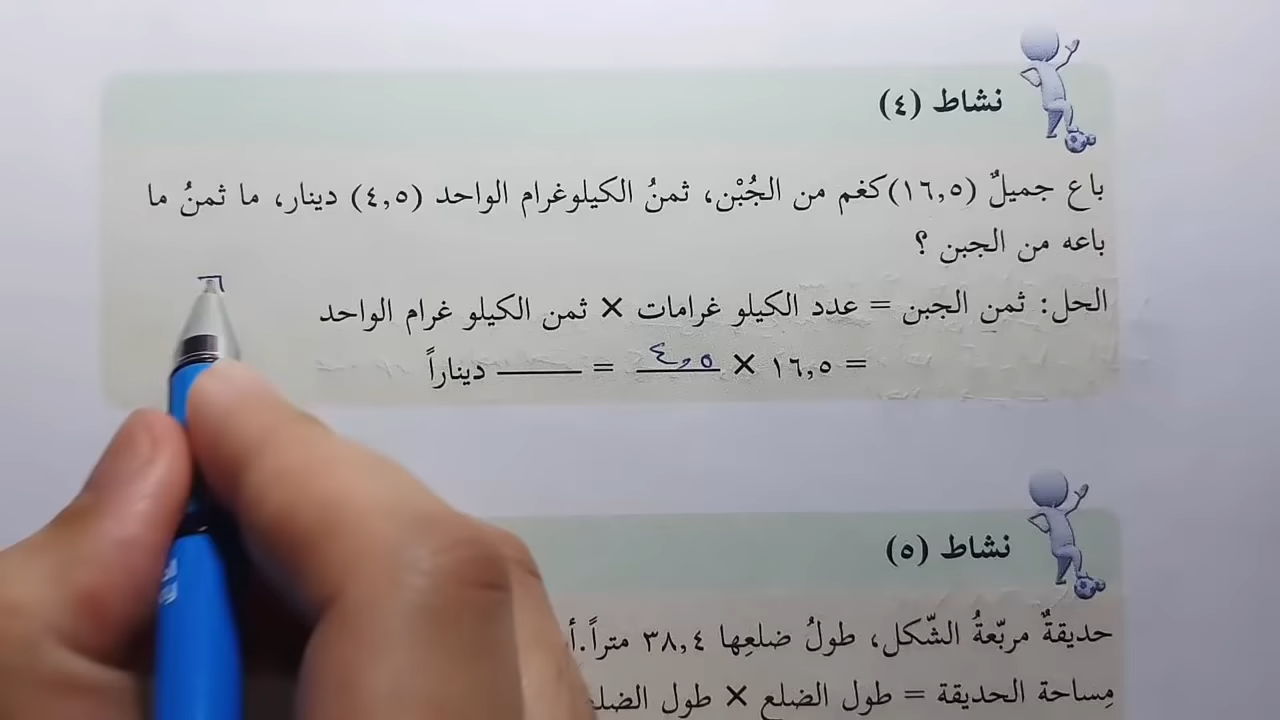 نشاط (٤)
باع جميلٌ (١٦,٥)كغم من الجُبْن، ثمنُ الكيلوغرام الواحد (٤,٥) دينار، ما ثمنُ ما
باعه من الجبنِ ؟
الحل: ثمن الجبن = عدد الكيلو غرامات × ثمن الكيلو غرام الواحد
= ١٦,٥ × ٤,٥ = ــــــ ديناراً
نشاط (٥)
حديقةٌ مربّعةُ الشّكل، طولُ ضلعِها ٣٨,٤ متراً.
مِساحة الحديقة = طول الضلع × طول الضلع